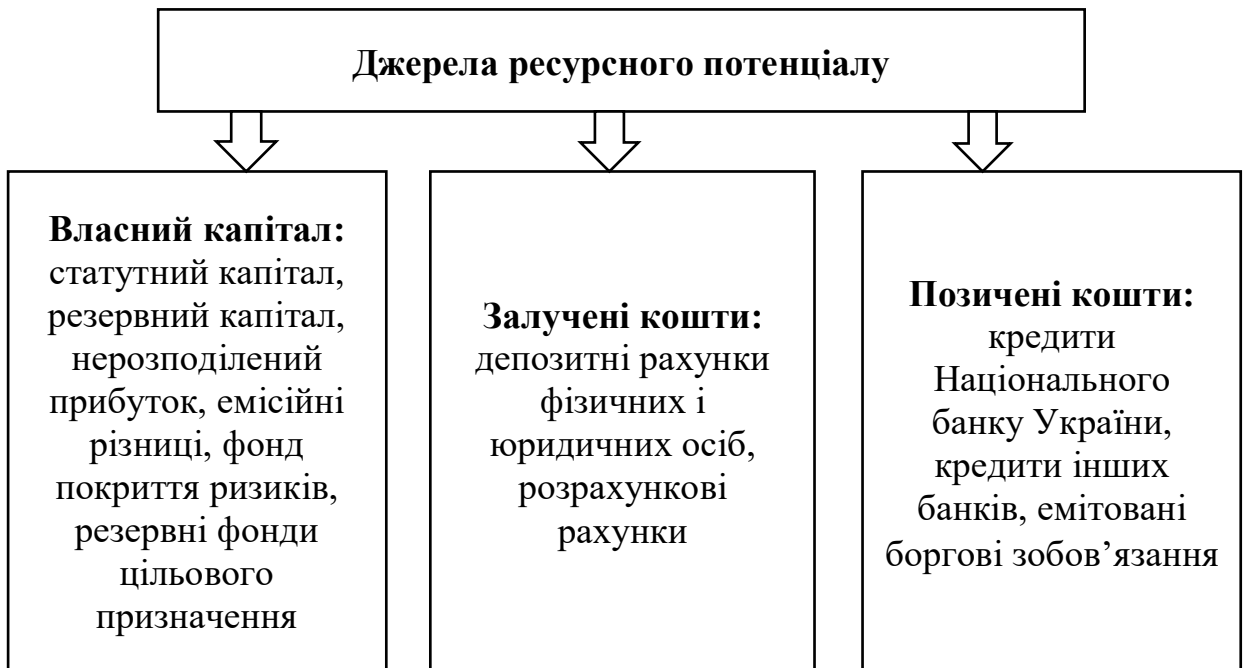 Джерела ресурсного потенціалу
Власний капітал:
статутний капітал,
резервний капітал,
нерозподілений
прибуток, емісійні
різниці, фонд
покриття ризиків,
резервні фонди
цільового
призначення
Залучені кошти:
депозитні рахунки
фізичних і
юридичних осіб,
розрахункові
рахунки
Позичені кошти:
кредити
Національного
банку України,
кредити інших
банків, емітовані
боргові зобов’язання